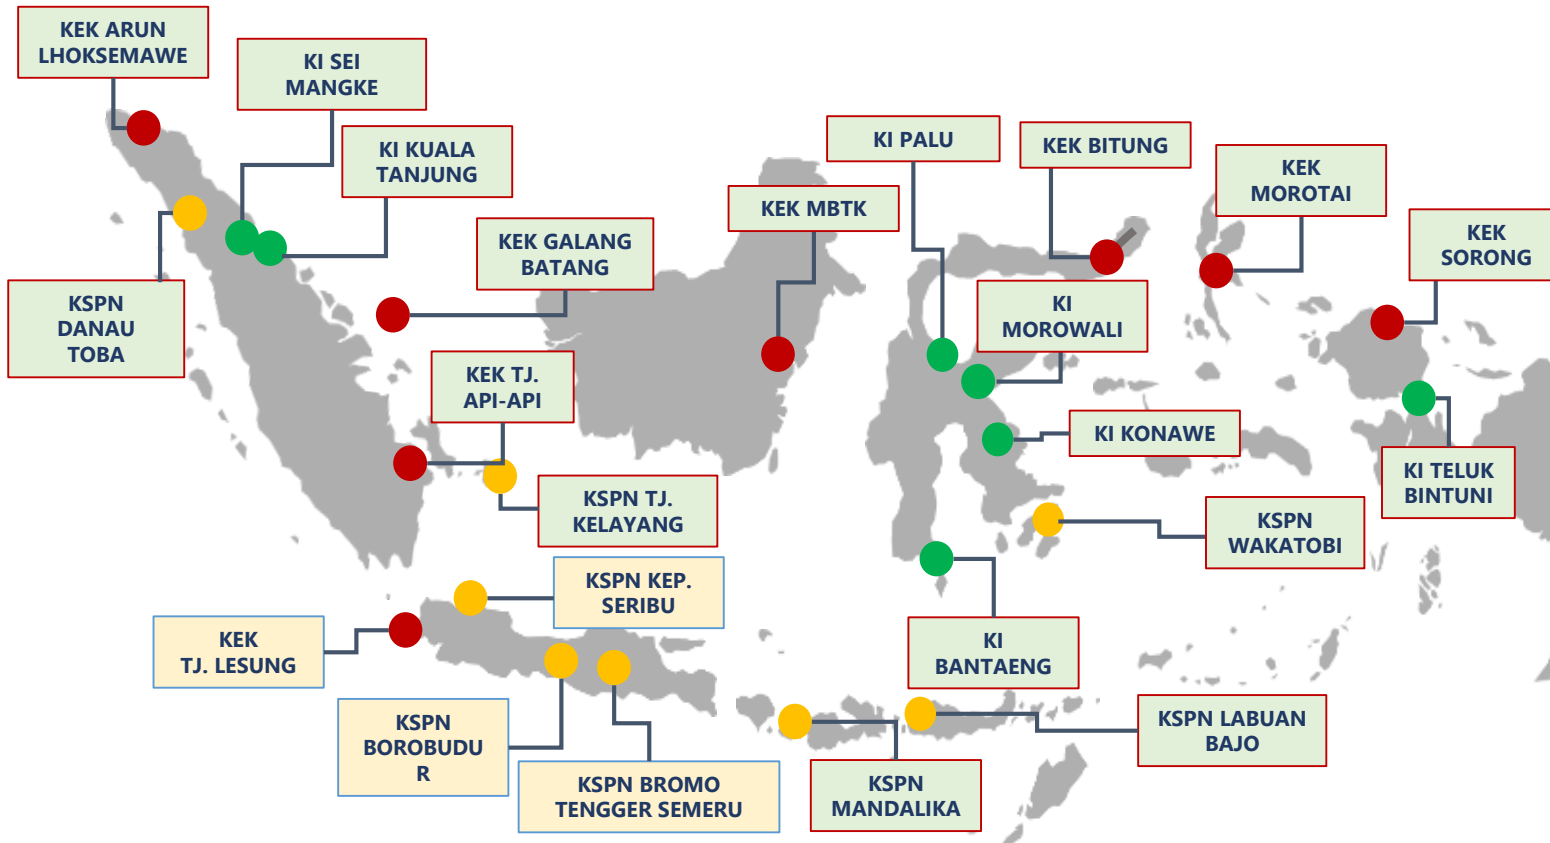 KEK ARUN
LHOKSEMAWE
KI SEI
MANGKE
KI KUALA
TANJUNG
KI PALU
KEK BITUNG
KEK
MOROTAI
KEK MBTK
KEK GALANG
BATANG
KEK
SORONG
KSPN
DANAU
TOBA
KI
MOROWALI
KEK TJ.
API-API
KI KONAWE
KI TELUK
BINTUNI
KSPN TJ.
KELAYANG
KSPN
WAKATOBI
KSPN KEP.
SERIBU
KEK
TJ. LESUNG
KI
BANTAENG
KSPN
BOROBUDU
R
KSPN LABUAN
BAJO
KSPN BROMO
TENGGER SEMERU
KSPN
MANDALIKA